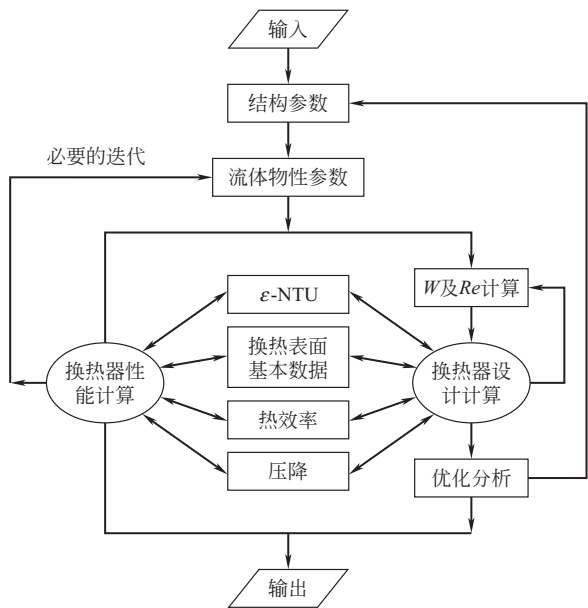 输入
结构参数
必要的迭代
流体物性参数
ε-NTU
W及Re计算
换热表面
基本数据
换热器性
能计算
换热器设
计计算
热效率
压降
优化分析
输出